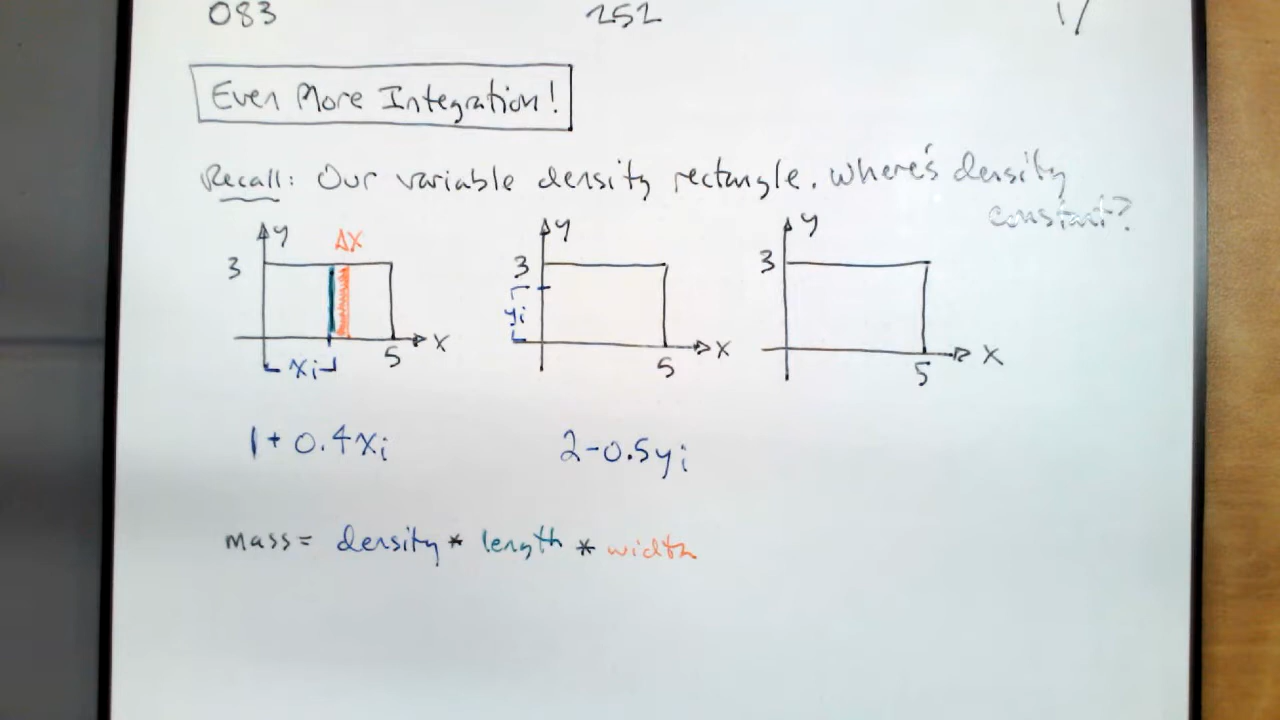 083 252 1/
Even More Integration!
Recall: Our variable density rectangle. Where's density
constant?
y Δx y y
3 3 3
yi
x x x
xi 5 5 5
1+0.4xi 2-0.5yi
mass= density * length * width